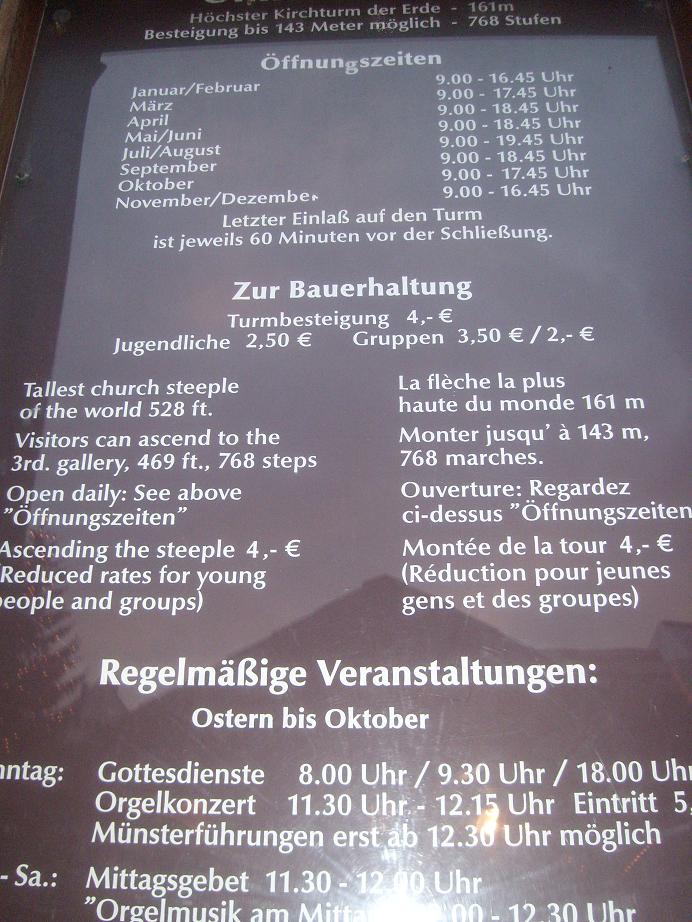 Höchster Kirchturm der Erde - 161m
Besteigung bis 143 Meter möglich - 768 Stufen
Öffnungszeiten
Januar/Februar 9.00 - 16.45 Uhr
März 9.00 - 17.45 Uhr
April 9.00 - 18.45 Uhr
Mai/Juni 9.00 - 18.45 Uhr
Juli/August 9.00 - 19.45 Uhr
September 9.00 - 18.45 Uhr
Oktober 9.00 - 17.45 Uhr
November/Dezember 9.00 - 16.45 Uhr
Letzter Einlaß auf den Turm
ist jeweils 60 Minuten vor der Schließung.
Zur Bauerhaltung
Turmbesteigung 4,- €
Jugendliche 2,50 € Gruppen 3,50 € / 2,- €
Tallest church steeple
of the world 528 ft.
Visitors can ascend to the
3rd. gallery, 469 ft., 768 steps
Open daily: See above
"Öffnungszeiten"
Ascending the steeple 4,- €
(Reduced rates for young
people and groups)
La flèche la plus
haute du monde 161 m
Monter jusqu' à 143 m,
768 marches.
Ouverture: Regardez
ci-dessus "Öffnungszeiten
Montée de la tour 4,- €
(Réduction pour jeunes
gens et des groupes)
Regelmäßige Veranstaltungen:
Ostern bis Oktober
nntag: Gottesdienste 8.00 Uhr / 9.30 Uhr / 18.00 Uhr
Orgelkonzert 11.30 Uhr - 12.15 Uhr Eintritt 5,
Münsterführungen erst ab 12.30 Uhr möglich
- Sa.: Mittagsgebet 11.30 - 12.00 Uhr
"Orgelmusik am Mitta .00 - 12.30 Uhr